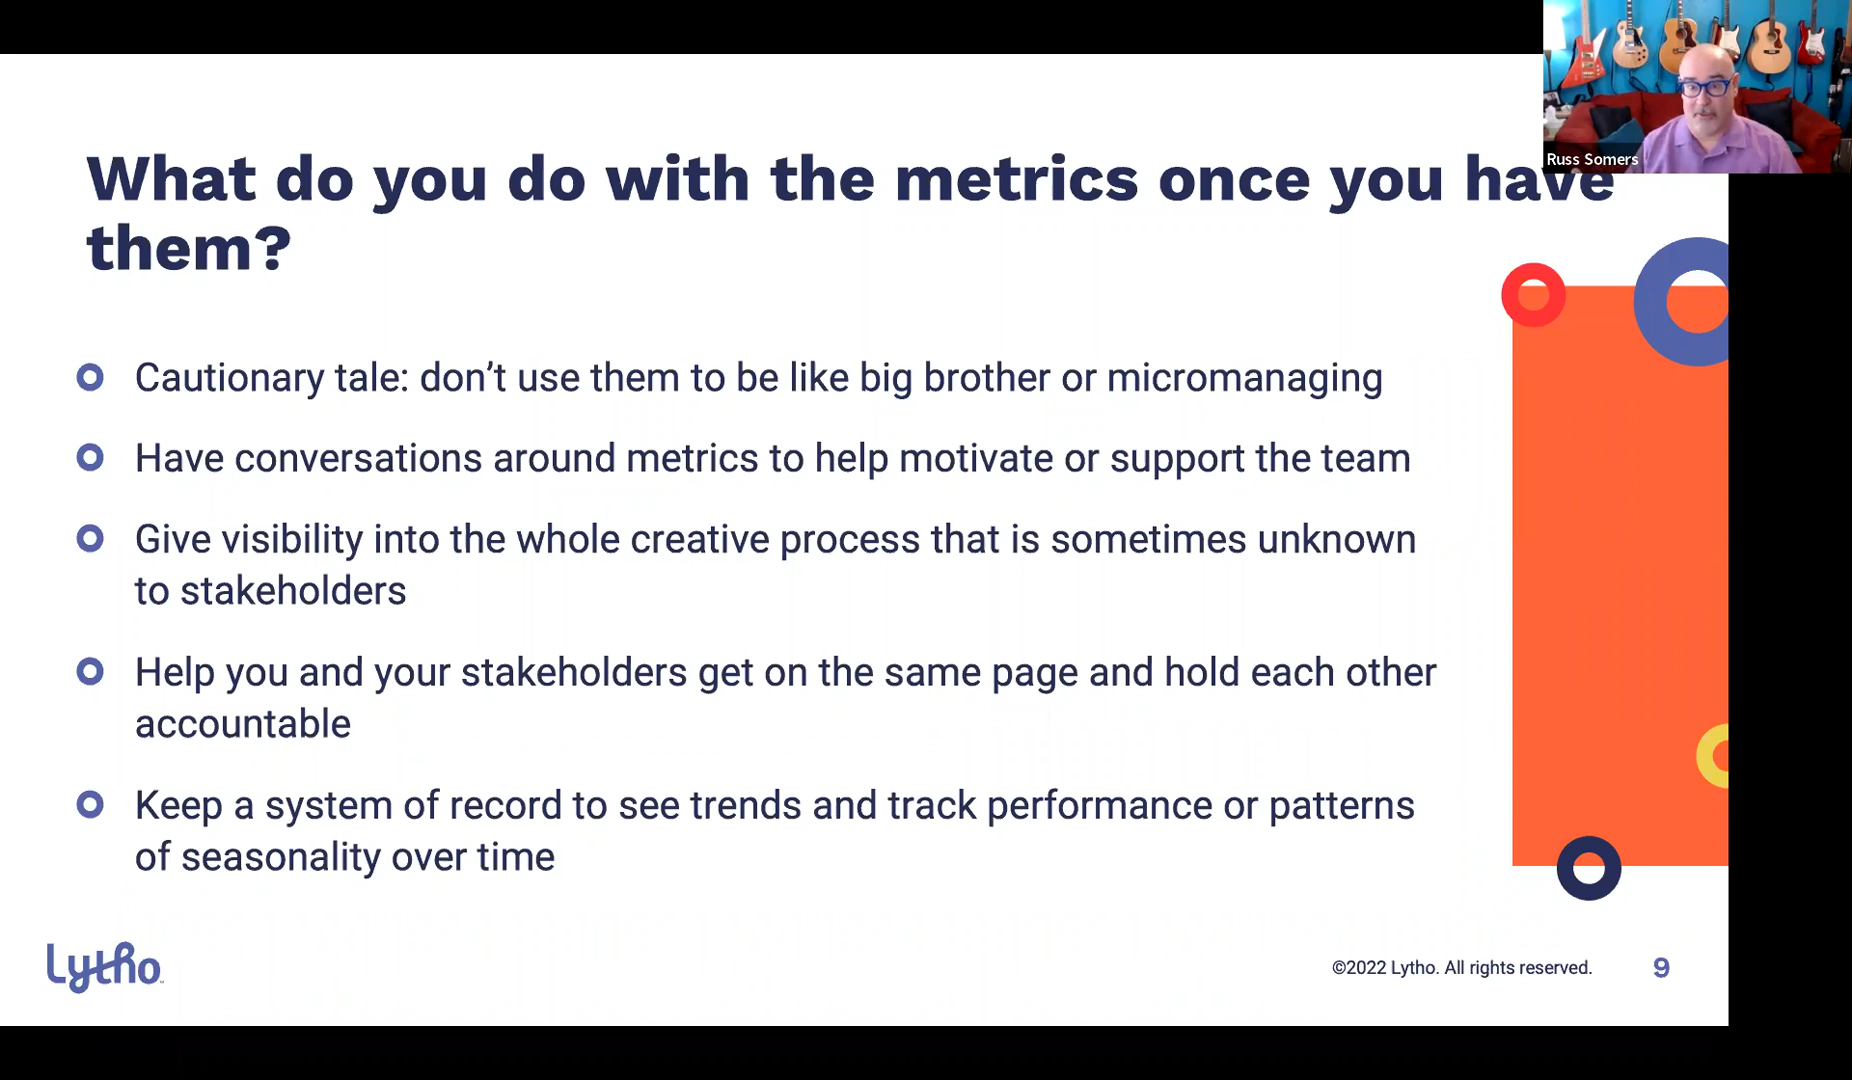 Russ Somers
What do you do with the metrics once you have
them?
Cautionary tale: don’t use them to be like big brother or micromanaging
Have conversations around metrics to help motivate or support the team
Give visibility into the whole creative process that is sometimes unknown
to stakeholders
Help you and your stakeholders get on the same page and hold each other
accountable
Keep a system of record to see trends and track performance or patterns
of seasonality over time
Lytho
©2022 Lytho. All rights reserved.
9